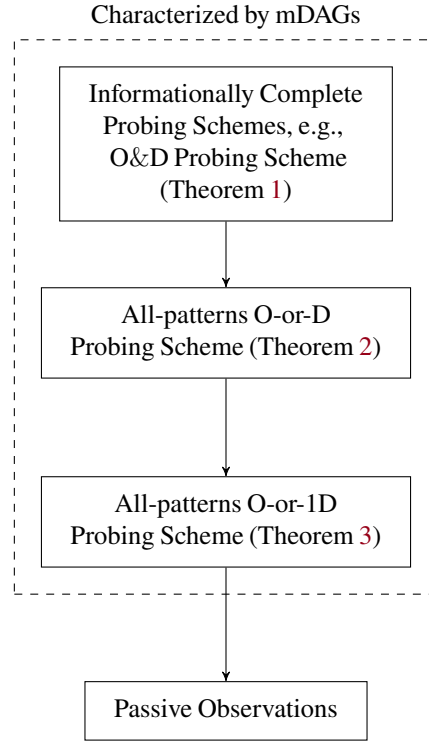 Characterized by mDAGs
Informationally Complete
Probing Schemes, e.g.,
O&D Probing Scheme
(Theorem 1)
All-patterns O-or-D
Probing Scheme (Theorem 2)
All-patterns O-or-1D
Probing Scheme (Theorem 3)
Passive Observations